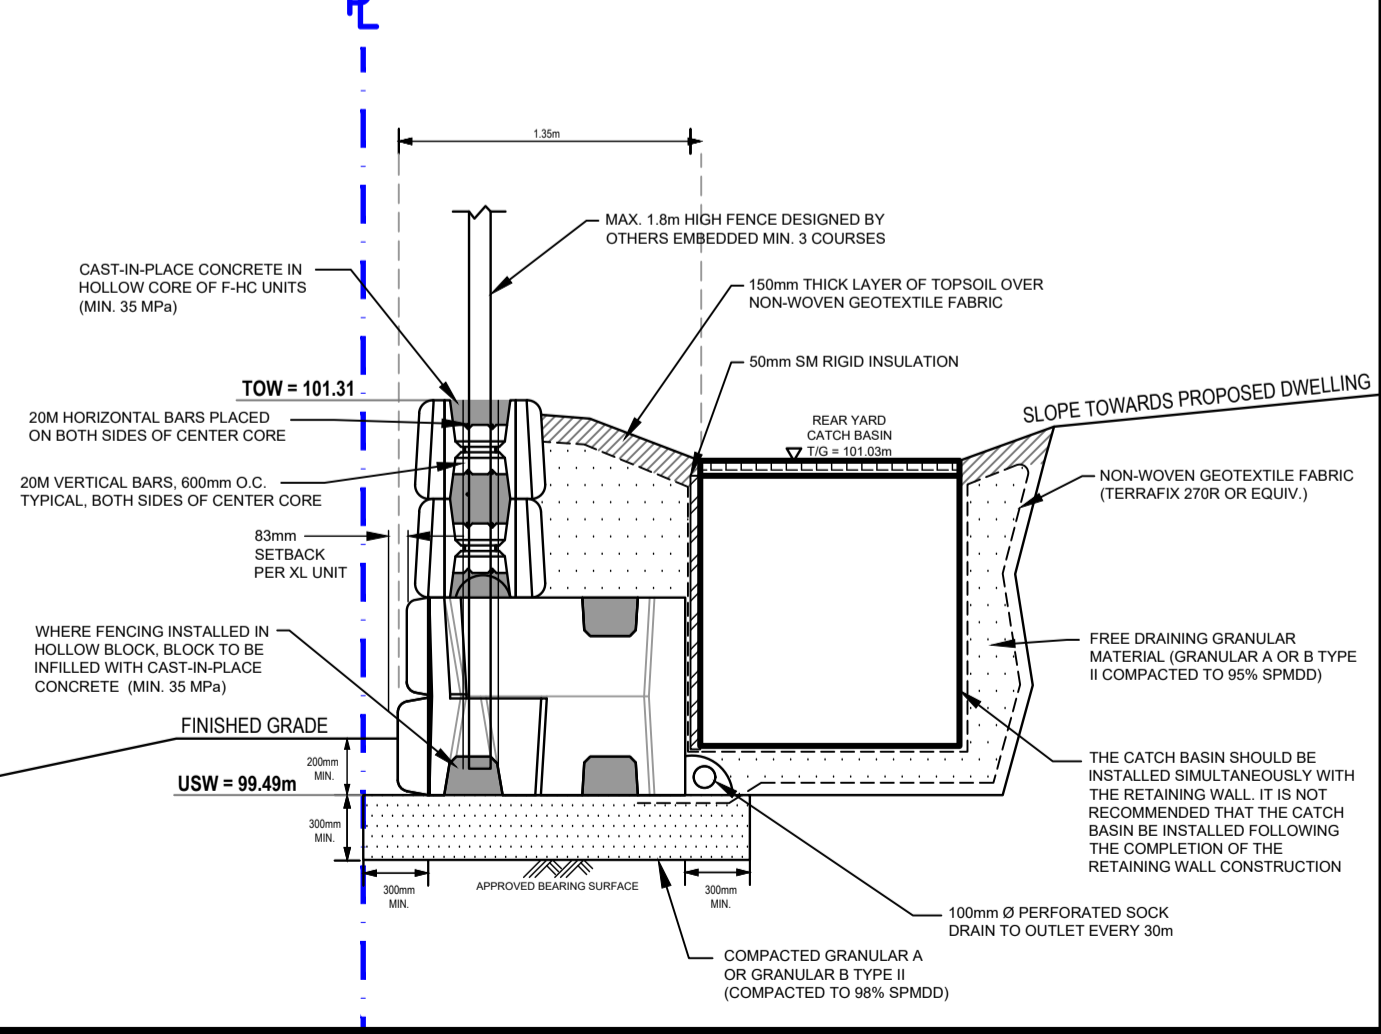 PL
1.35m
MAX. 1.8m HIGH FENCE DESIGNED BY
OTHERS EMBEDDED MIN. 3 COURSES
CAST-IN-PLACE CONCRETE IN
HOLLOW CORE OF F-HC UNITS
(MIN. 35 MPa)
150mm THICK LAYER OF TOPSOIL OVER
NON-WOVEN GEOTEXTILE FABRIC
50mm SM RIGID INSULATION
TOW = 101.31
SLOPE TOWARDS PROPOSED DWELLING
20M HORIZONTAL BARS PLACED
ON BOTH SIDES OF CENTER CORE
REAR YARD
CATCH BASIN
T/G = 101.03m
20M VERTICAL BARS, 600mm O.C.
TYPICAL, BOTH SIDES OF CENTER CORE
NON-WOVEN GEOTEXTILE FABRIC
(TERRAFIX 270R OR EQUIV.)
83mm
SETBACK
PER XL UNIT
WHERE FENCING INSTALLED IN
HOLLOW BLOCK, BLOCK TO BE
INFILLED WITH CAST-IN-PLACE
CONCRETE (MIN. 35 MPa)
FREE DRAINING GRANULAR
MATERIAL (GRANULAR A OR B TYPE
II COMPACTED TO 95% SPMDD)
FINISHED GRADE
200mm
MIN.
USW = 99.49m
300mm
MIN.
THE CATCH BASIN SHOULD BE
INSTALLED SIMULTANEOUSLY WITH
THE RETAINING WALL. IT IS NOT
RECOMMENDED THAT THE CATCH
BASIN BE INSTALLED FOLLOWING
THE COMPLETION OF THE
RETAINING WALL CONSTRUCTION
300mm
MIN.
APPROVED BEARING SURFACE
300mm
MIN.
100mm Ø PERFORATED SOCK
DRAIN TO OUTLET EVERY 30m
COMPACTED GRANULAR A
OR GRANULAR B TYPE II
(COMPACTED TO 98% SPMDD)